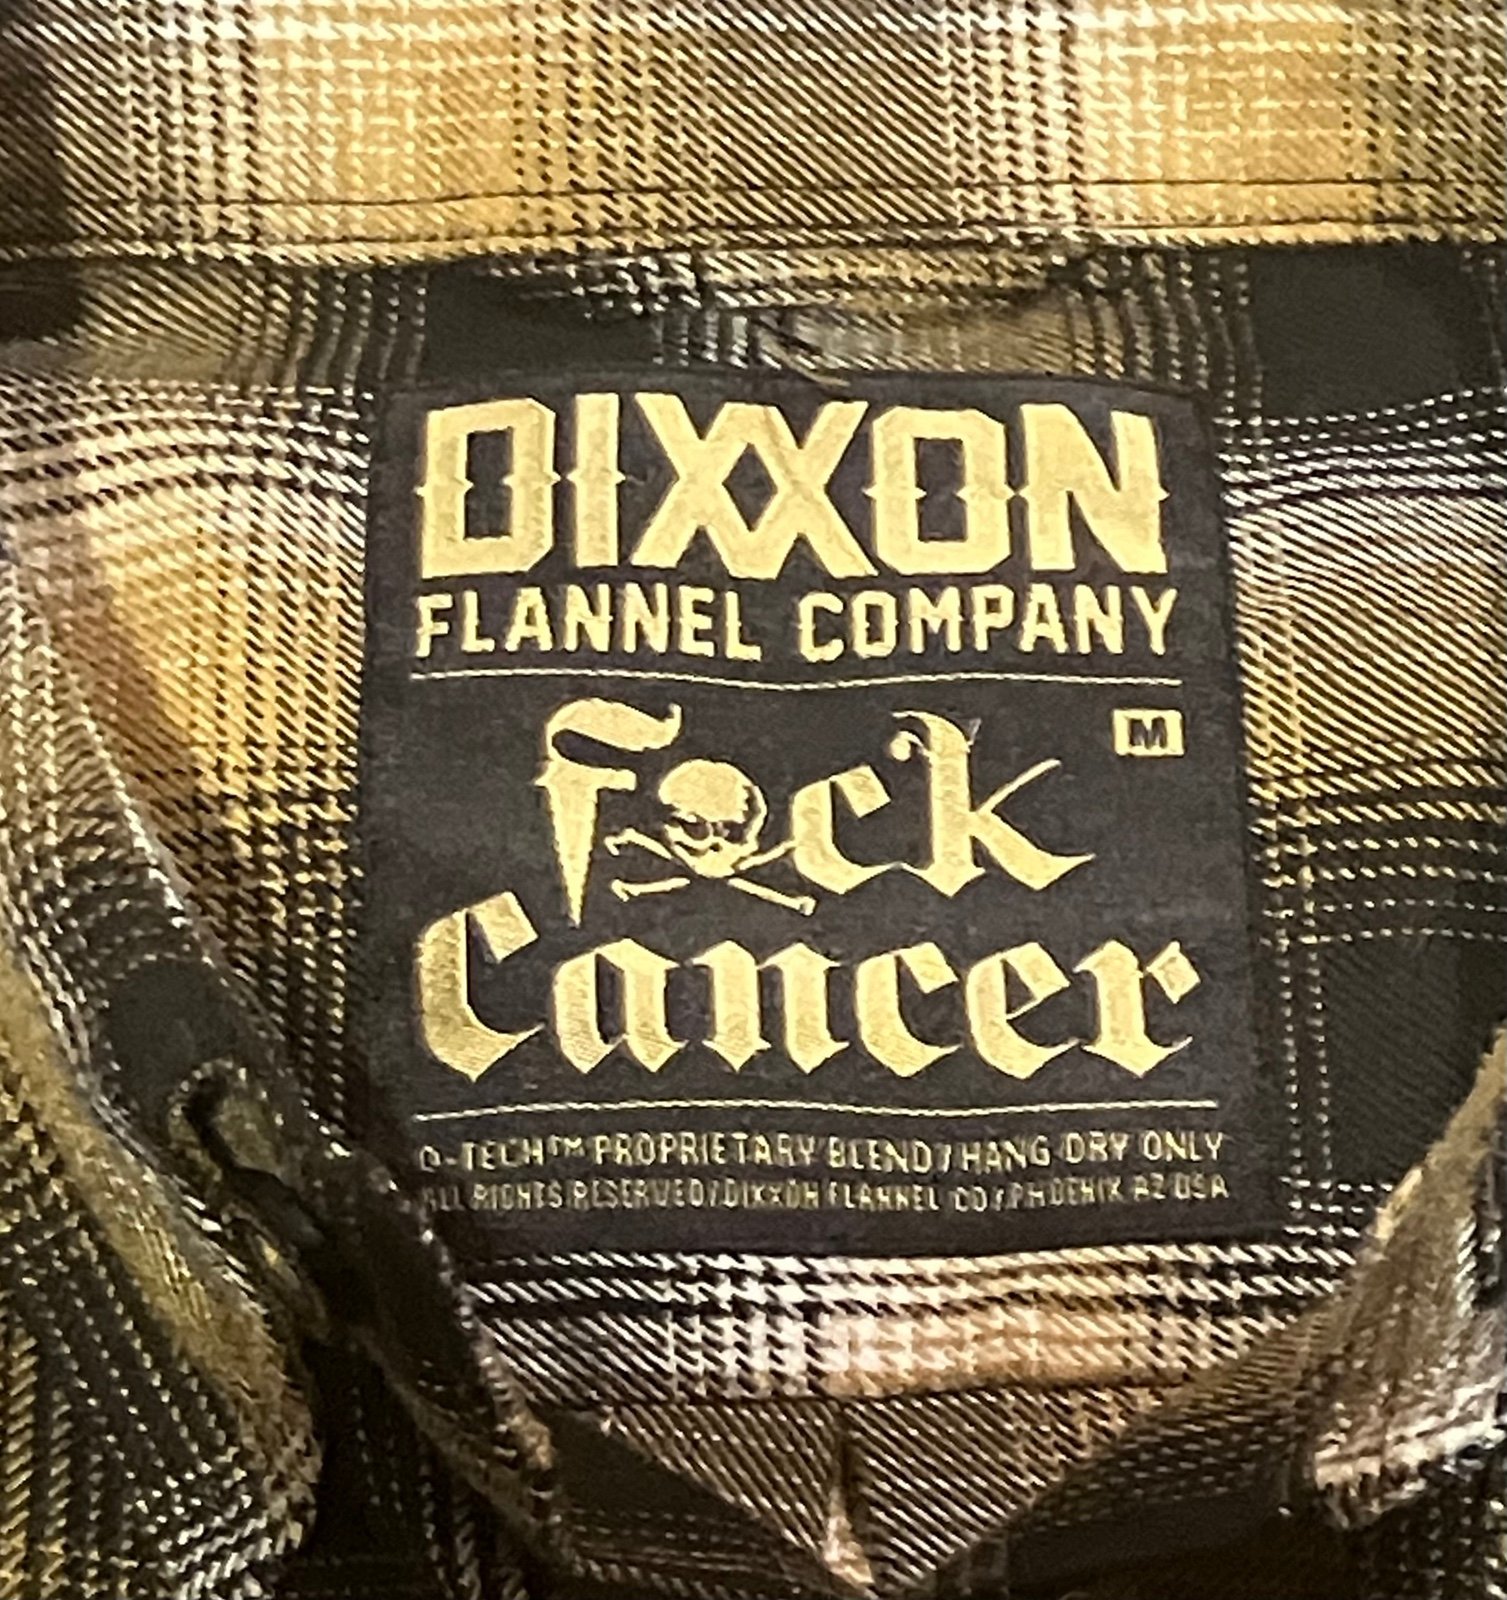 DIXXON
FLANNEL COMPANY
M
F☠ck
Cancer
D-TECH™ PROPRIETARY BLEND / HANG DRY ONLY
ALL RIGHTS RESERVED / DIXXON FLANNEL CO / PHOENIX AZ USA